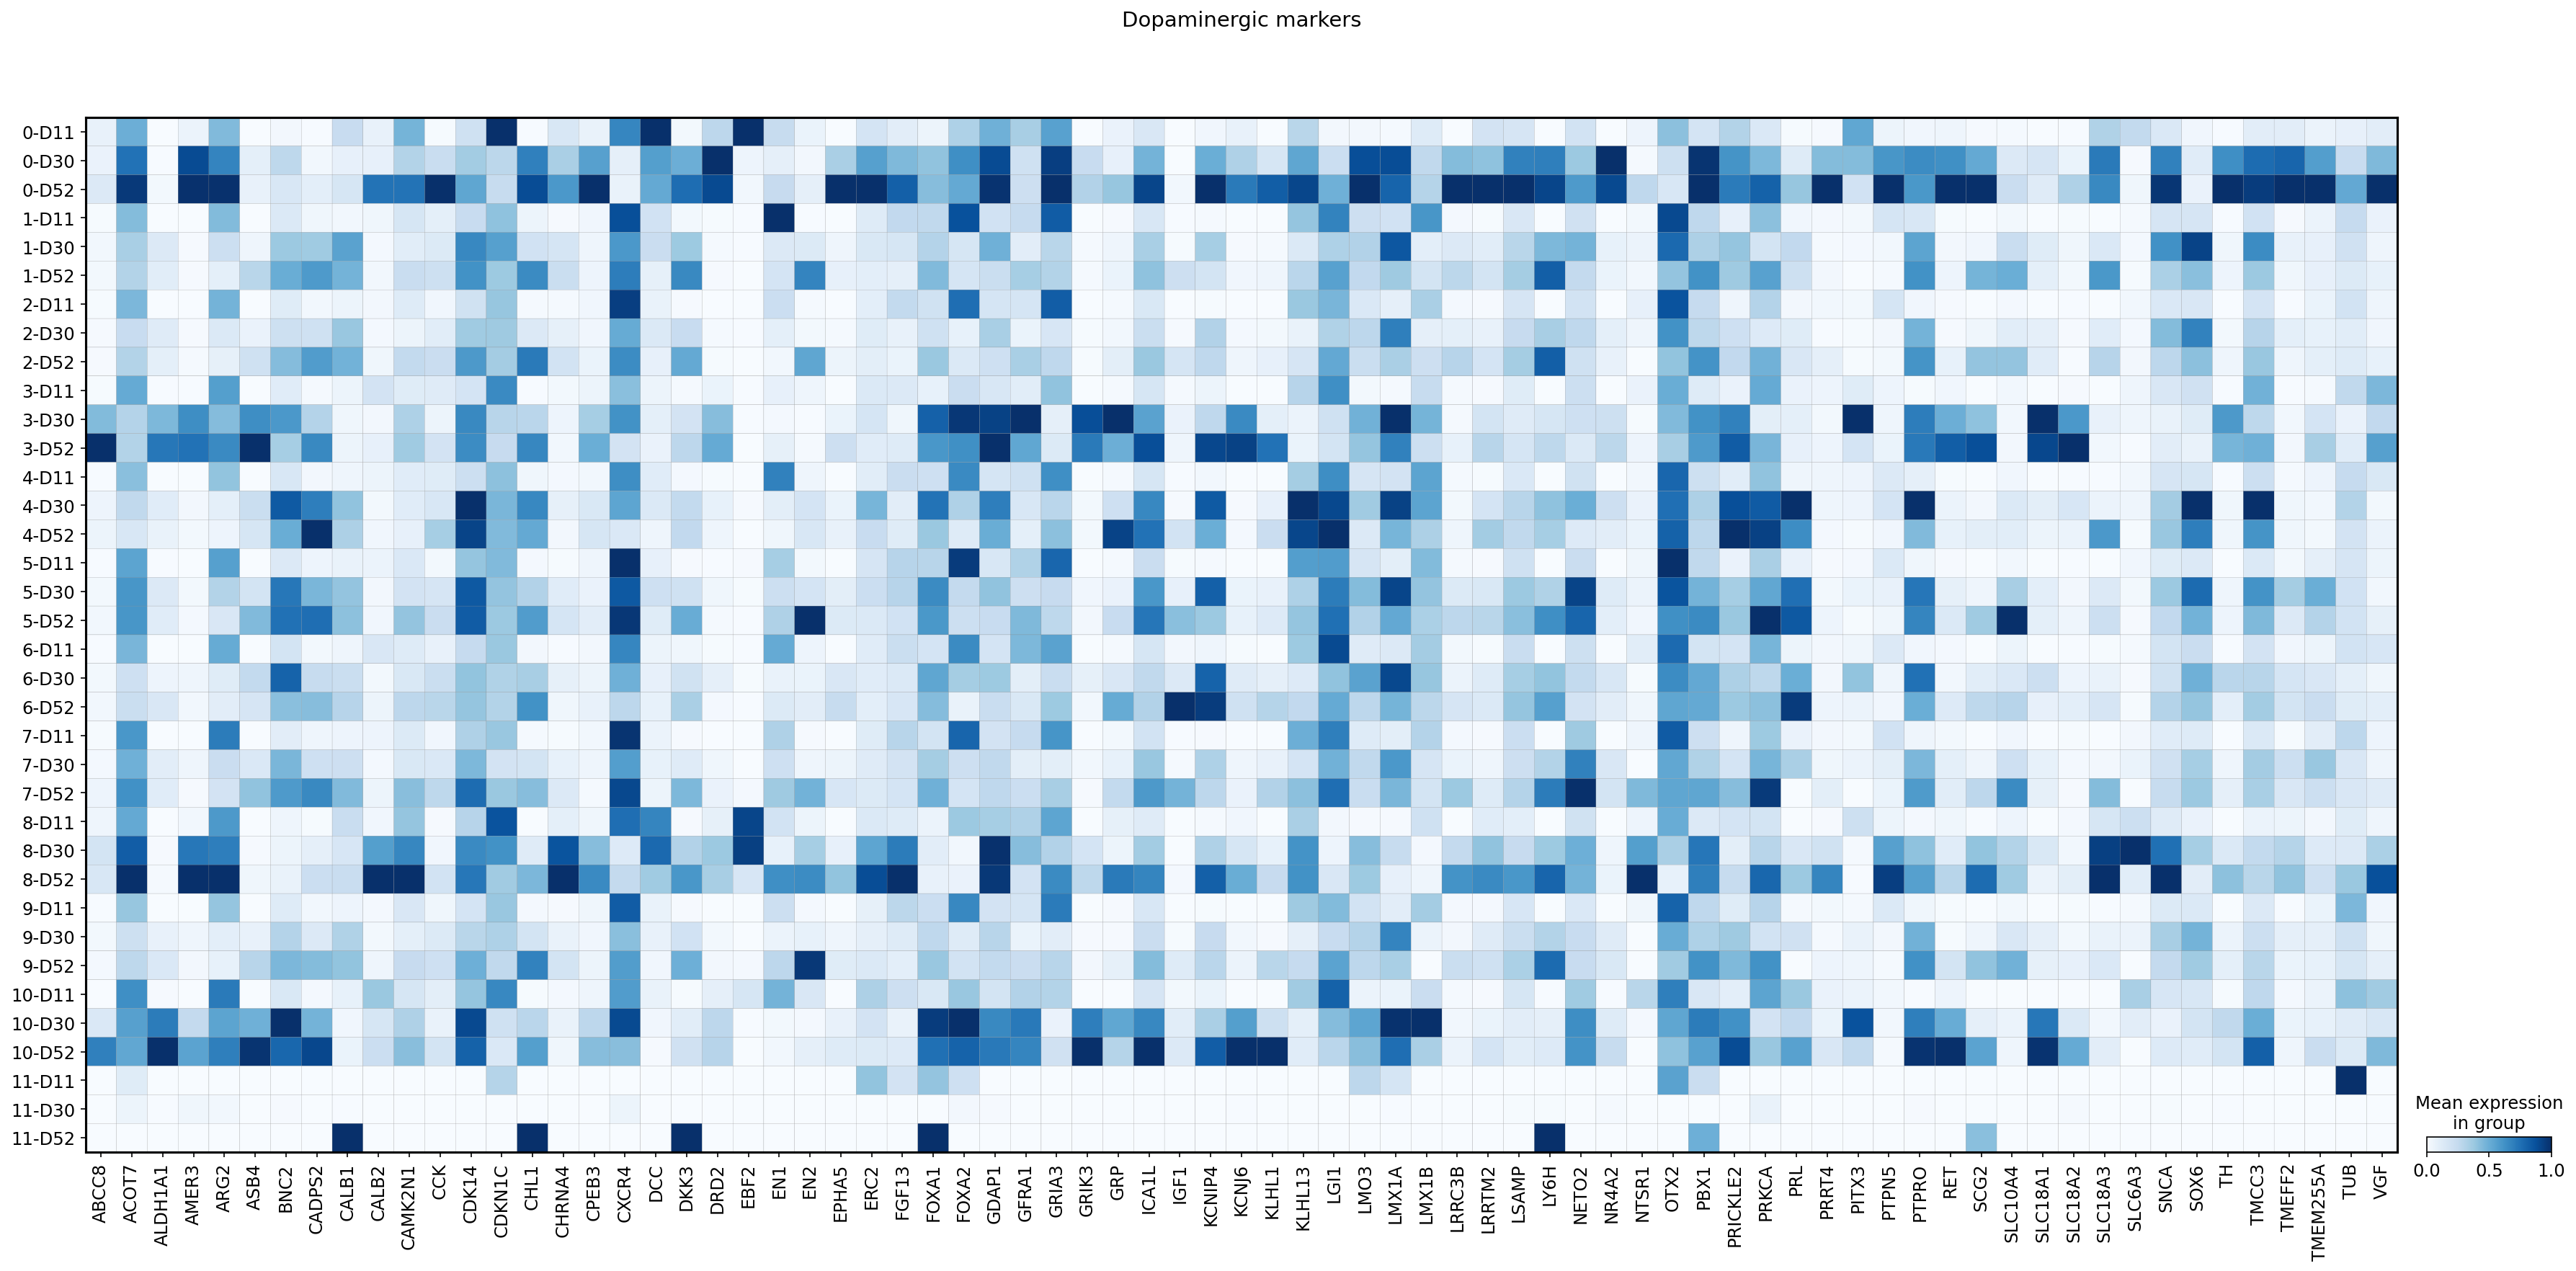 Dopaminergic markers
0-D11
0-D30
0-D52
1-D11
1-D30
1-D52
2-D11
2-D30
2-D52
3-D11
3-D30
3-D52
4-D11
4-D30
4-D52
5-D11
5-D30
5-D52
6-D11
6-D30
6-D52
7-D11
7-D30
7-D52
8-D11
8-D30
8-D52
9-D11
9-D30
9-D52
10-D11
10-D30
10-D52
11-D11
11-D30
11-D52
ABCC8
ACOT7
ALDH1A1
AMER3
ARG2
ASB4
BNC2
CADPS2
CALB1
CALB2
CAMK2N1
CCK
CDK14
CDKN1C
CHL1
CHRNA4
CPEB3
CXCR4
DCC
DKK3
DRD2
EBF2
EN1
EN2
EPHA5
ERC2
FGF13
FOXA1
FOXA2
GDAP1
GFRA1
GRIA3
GRIK3
GRP
ICA1L
IGF1
KCNIP4
KCNJ6
KLHL1
KLHL13
LGI1
LMO3
LMX1A
LMX1B
LRRC3B
LRRTM2
LSAMP
LY6H
NETO2
NR4A2
NTSR1
OTX2
PBX1
PRICKLE2
PRKCA
PRL
PRRT4
PITX3
PTPN5
PTPRO
RET
SCG2
SLC10A4
SLC18A1
SLC18A2
SLC18A3
SLC6A3
SNCA
SOX6
TH
TMCC3
TMEFF2
TMEM255A
TUB
VGF
Mean expression
in group
0.0
0.5
1.0